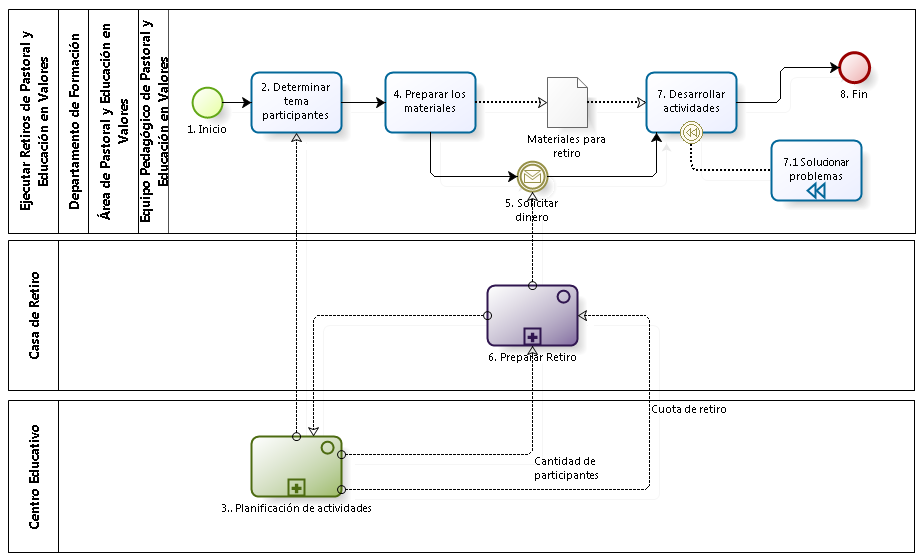 Ejecutar Retiros de Pastoral y
Educación en Valores
Departamento de Formación
Área de Pastoral y Educación en
Valores
Equipo Pedagógico de Pastoral y
Educación en Valores
1. Inicio
2. Determinar
tema
participantes
4. Preparar los
materiales
Materiales para
retiro
5. Solicitar
dinero
7. Desarrollar
actividades
8. Fin
7.1 Solucionar
problemas
Casa de Retiro
6. Preparar Retiro
Centro Educativo
Cuota de retiro
Cantidad de
participantes
3.. Planificación de actividades